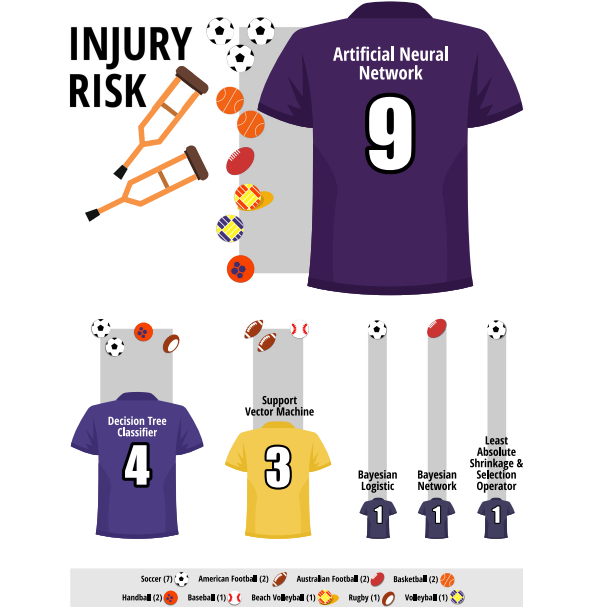 INJURY
RISK
Artificial Neural
Network
9
Decision Tree
Classifier
4
Support
Vector Machine
3
Bayesian
Logistic
1
Bayesian
Network
1
Least
Absolute
Shrinkage &
Selection
Operator
1
Soccer (7) American Football (2) Australian Football (2) Basketball (2)
Handball (2) Baseball (1) Beach Volleyball (1) Rugby (1) Volleyball (1)